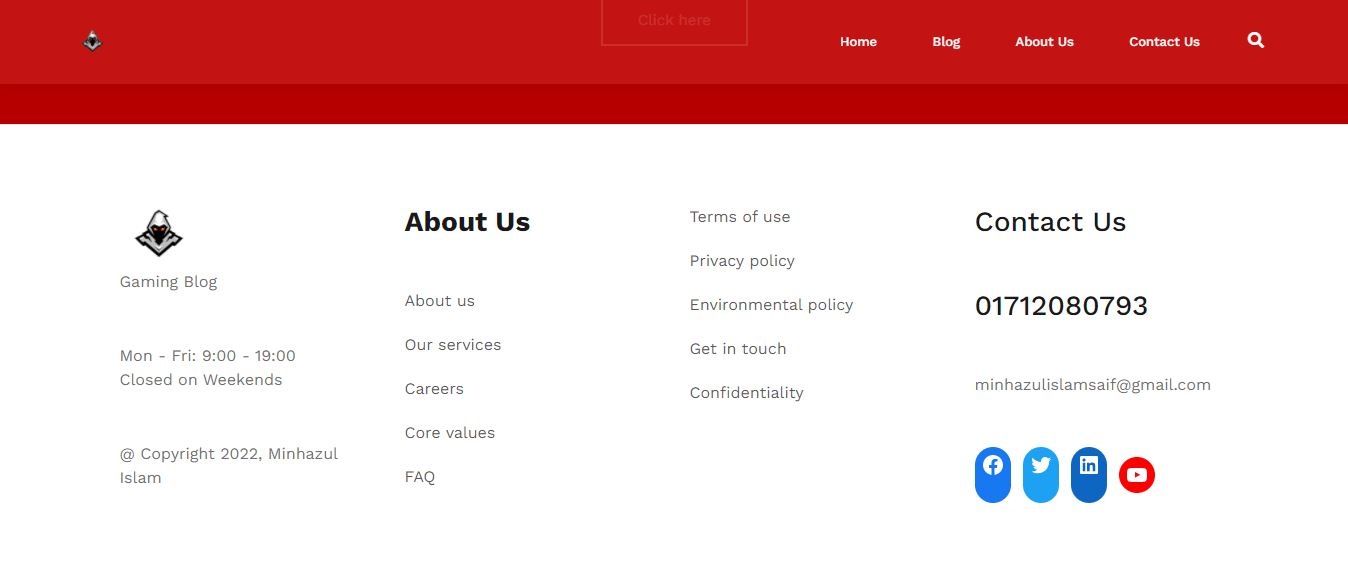 Click here
Home
Blog
About Us
Contact Us
Gaming Blog
Mon - Fri: 9:00 - 19:00
Closed on Weekends
@ Copyright 2022, Minhazul
Islam
About Us
About us
Our services
Careers
Core values
FAQ
Terms of use
Privacy policy
Environmental policy
Get in touch
Confidentiality
Contact Us
01712080793
minhazulislamsaif@gmail.com